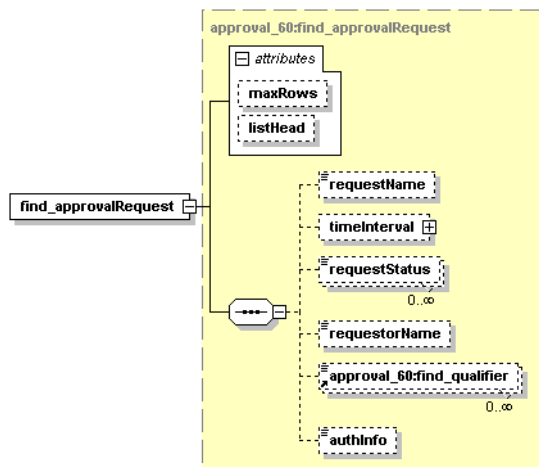 approval_60:find_approvalRequest
attributes
maxRows
listHead
find_approvalRequest
requestName
timeInterval
requestStatus
0..∞
requestorName
approval_60:find_qualifier
0..∞
authInfo